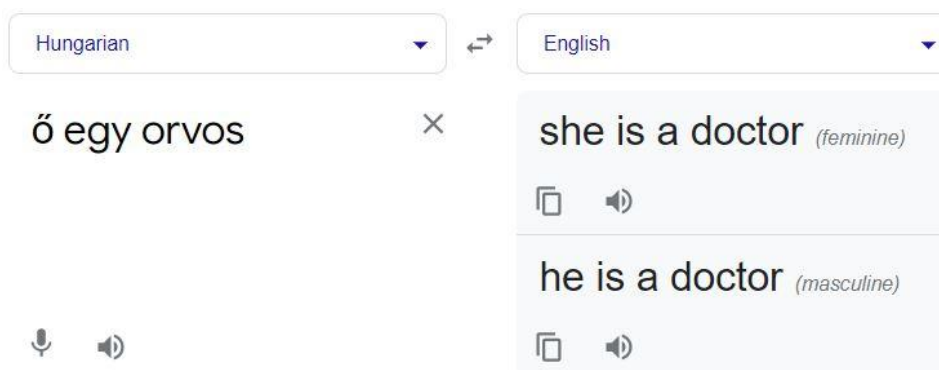 Hungarian
English
ő egy orvos
she is a doctor (feminine)
he is a doctor (masculine)